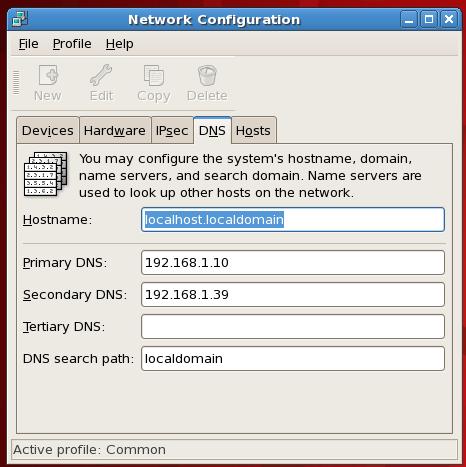 Network Configuration
File Profile Help
New Edit Copy Delete
Devices Hardware IPsec DNS Hosts
You may configure the system's hostname, domain,
name servers, and search domain. Name servers are
used to look up other hosts on the network.
Hostname: localhost.localdomain
Primary DNS: 192.168.1.10
Secondary DNS: 192.168.1.39
Tertiary DNS:
DNS search path: localdomain
Active profile: Common